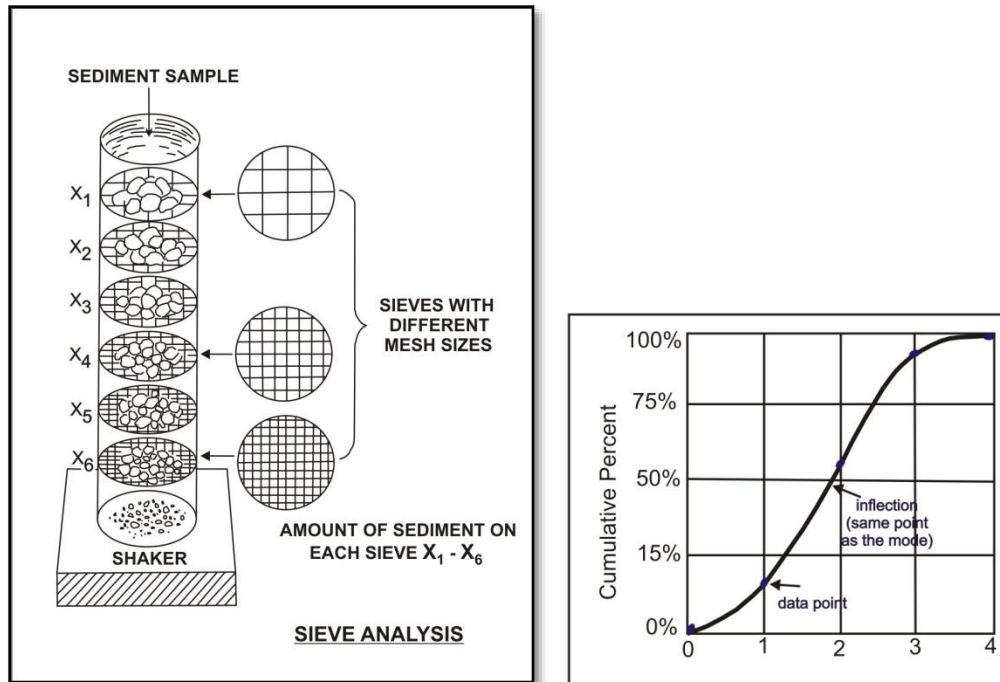 SEDIMENT SAMPLE
X1
X2
X3
X4
X5
X6
SIEVES WITH
DIFFERENT
MESH SIZES
AMOUNT OF SEDIMENT ON
EACH SIEVE X1 - X6
SHAKER
SIEVE ANALYSIS
Cumulative Percent
100%
75%
50%
15%
0%
inflection
(same point
as the mode)
data point
0 1 2 3 4